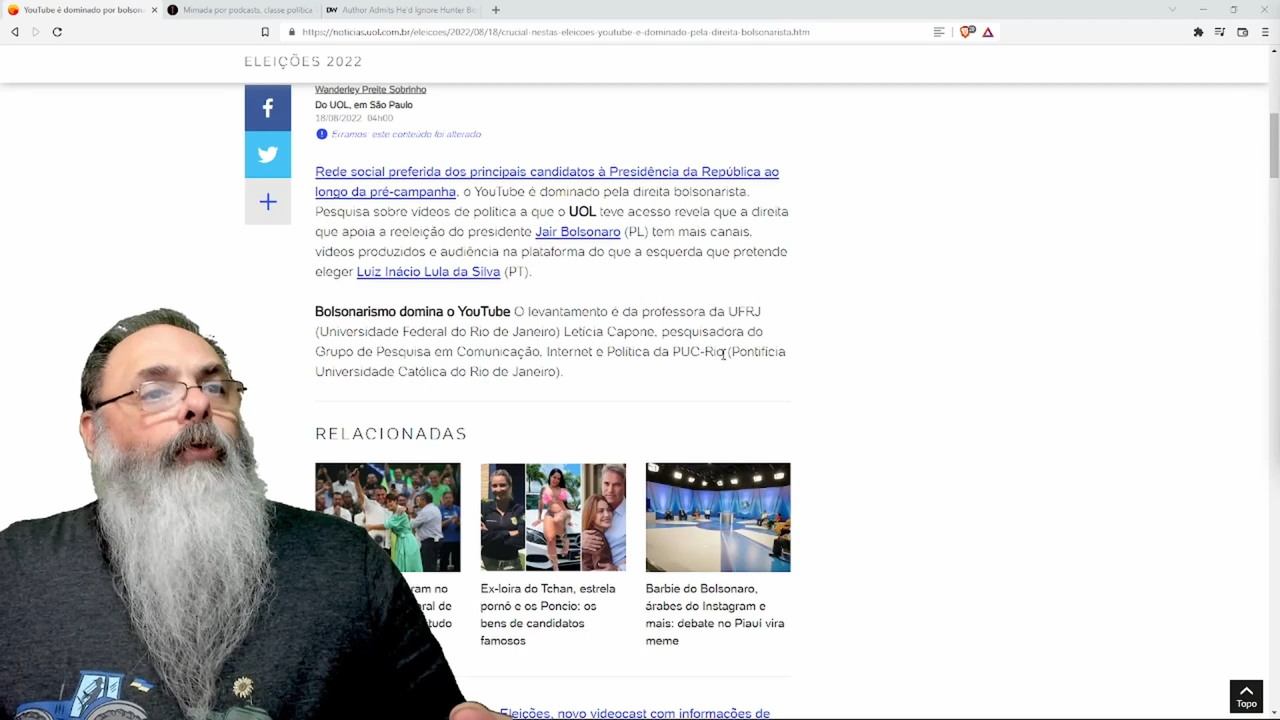 YouTube é dominado por bolson
Mimada por podcasts, classe política
DW Author Admits He'd Ignore Hunter B
https://noticias.uol.com.br/eleicoes/2022/08/18/crucial-nestas-eleicoes-youtube-e-dominado-pela-direita-bolsonarista.htm
ELEIÇÕES 2022
Wanderley Preite Sobrinho
Do UOL, em São Paulo
18/08/2022 04h00
Erramos: este conteúdo foi alterado
Rede social preferida dos principais candidatos à Presidência da República ao
longo da pré-campanha, o YouTube é dominado pela direita bolsonarista.
Pesquisa sobre vídeos de política a que o UOL teve acesso revela que a direita
que apoia a reeleição do presidente Jair Bolsonaro (PL) tem mais canais,
vídeos produzidos e audiência na plataforma do que a esquerda que pretende
eleger Luiz Inácio Lula da Silva (PT).
Bolsonarismo domina o YouTube O levantamento é da professora da UFRJ
(Universidade Federal do Rio de Janeiro) Letícia Capone, pesquisadora do
Grupo de Pesquisa em Comunicação, Internet e Política da PUC-Rio (Pontifícia
Universidade Católica do Rio de Janeiro).
RELACIONADAS
ram no
ral de
tudo
Ex-loira do Tchan, estrela
pornô e os Poncio: os
bens de candidatos
famosos
Barbie do Bolsonaro,
árabes do Instagram e
mais: debate no Piauí vira
meme
Eleições, novo videocast com informações de
Topo